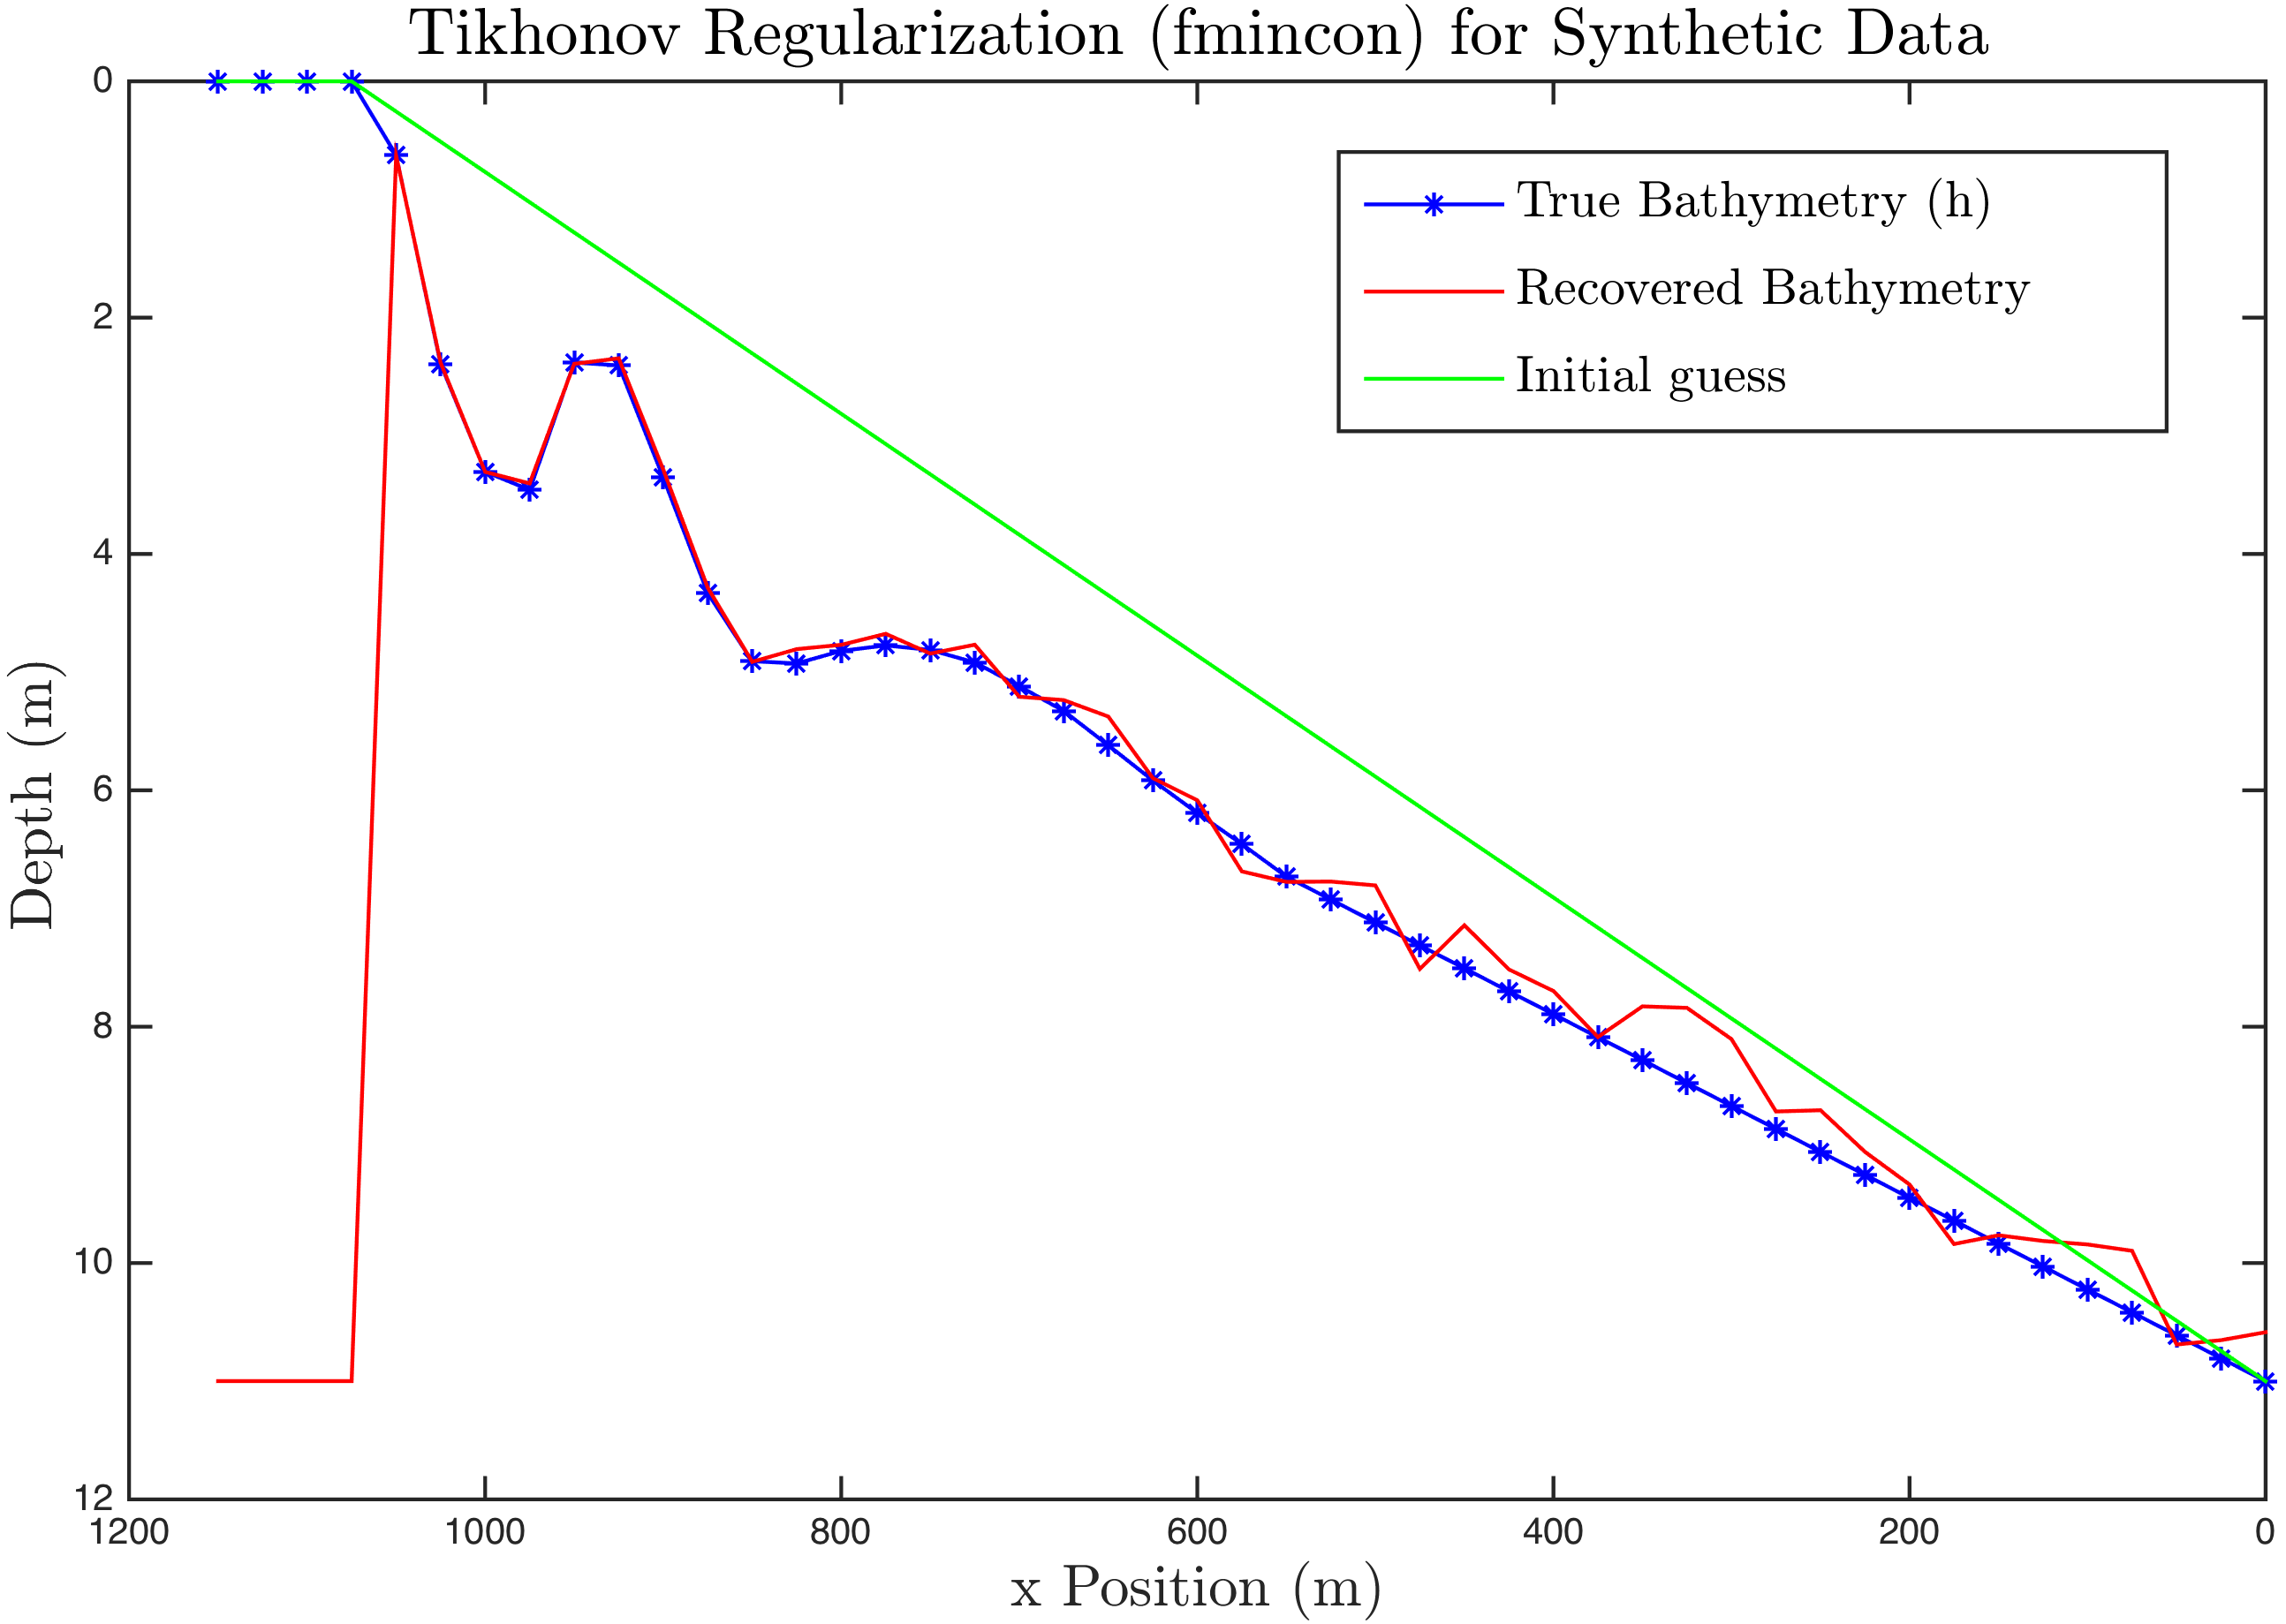 Tikhonov Regularization (fmincon) for Synthetic Data
0
2
4
6
8
10
12
Depth (m)
True Bathymetry (h)
Recovered Bathymetry
Initial guess
1200 1000 800 600 400 200 0
x Position (m)